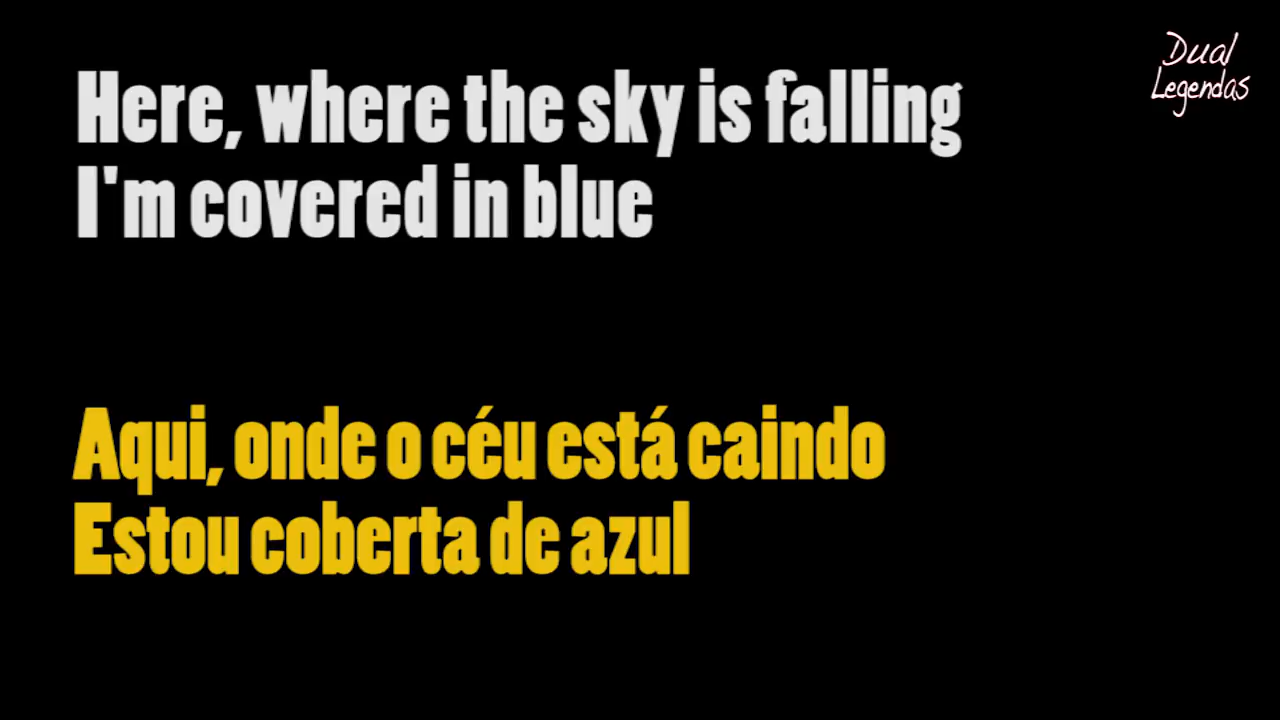 Dual
Legendas
Here, where the sky is falling
I'm covered in blue
Aqui, onde o céu está caindo
Estou coberta de azul